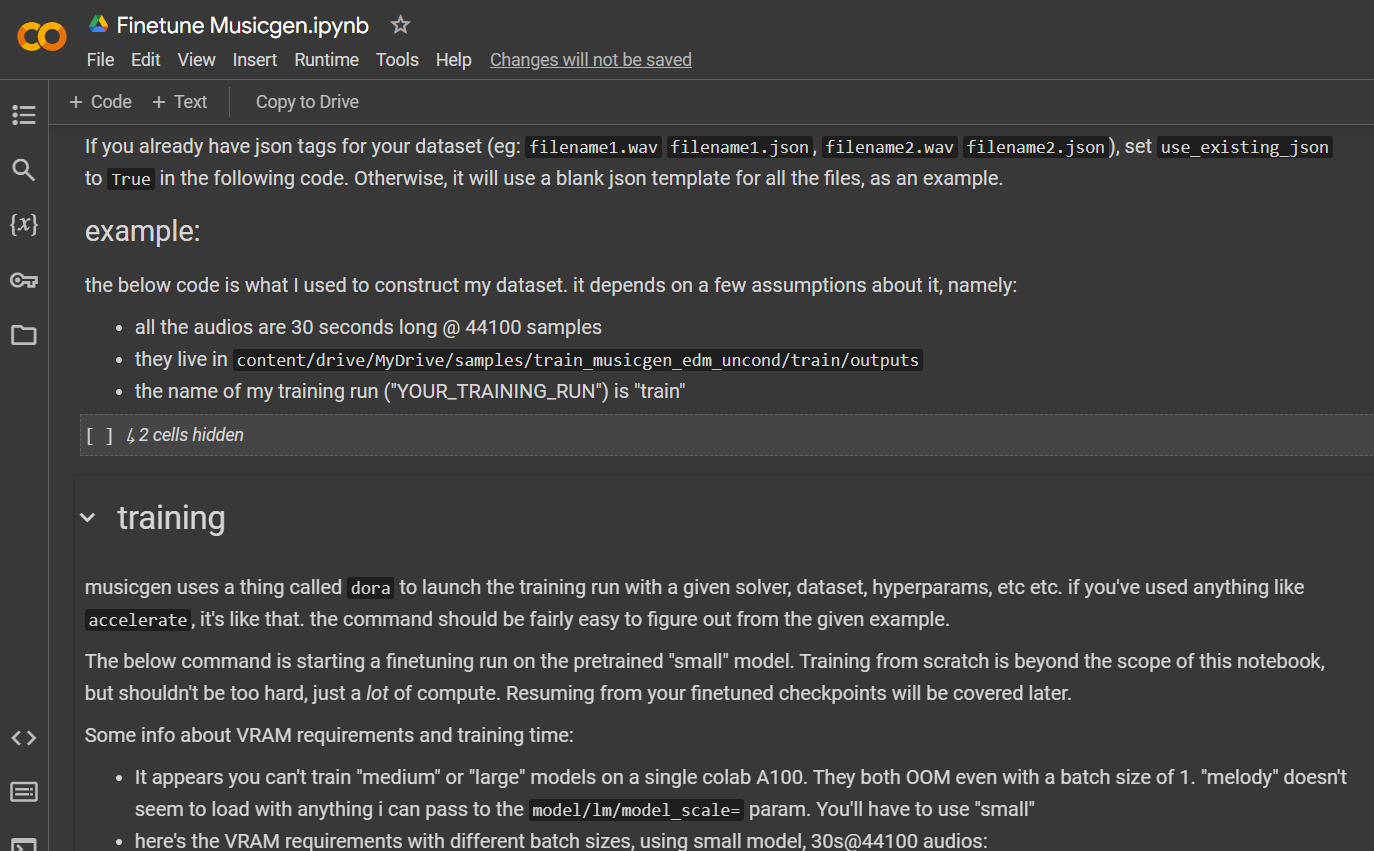 Finetune Musicgen.ipynb
File Edit View Insert Runtime Tools Help Changes will not be saved
+ Code + Text Copy to Drive
If you already have json tags for your dataset (eg: filename1.wav filename1.json, filename2.wav filename2.json), set use_existing_json
to True in the following code. Otherwise, it will use a blank json template for all the files, as an example.
example:
the below code is what I used to construct my dataset. it depends on a few assumptions about it, namely:
• all the audios are 30 seconds long @ 44100 samples
• they live in content/drive/MyDrive/samples/train_musicgen_edm_uncond/train/outputs
• the name of my training run ("YOUR_TRAINING_RUN") is "train"
[ ] ↳ 2 cells hidden
training
musicgen uses a thing called dora to launch the training run with a given solver, dataset, hyperparams, etc etc. if you've used anything like
accelerate, it's like that. the command should be fairly easy to figure out from the given example.
The below command is starting a finetuning run on the pretrained "small" model. Training from scratch is beyond the scope of this notebook,
but shouldn't be too hard, just a lot of compute. Resuming from your finetuned checkpoints will be covered later.
Some info about VRAM requirements and training time:
• It appears you can't train "medium" or "large" models on a single colab A100. They both OOM even with a batch size of 1. "melody" doesn't
seem to load with anything i can pass to the model/lm/model_scale= param. You'll have to use "small"
• here's the VRAM requirements with different batch sizes, using small model, 30s@44100 audios: